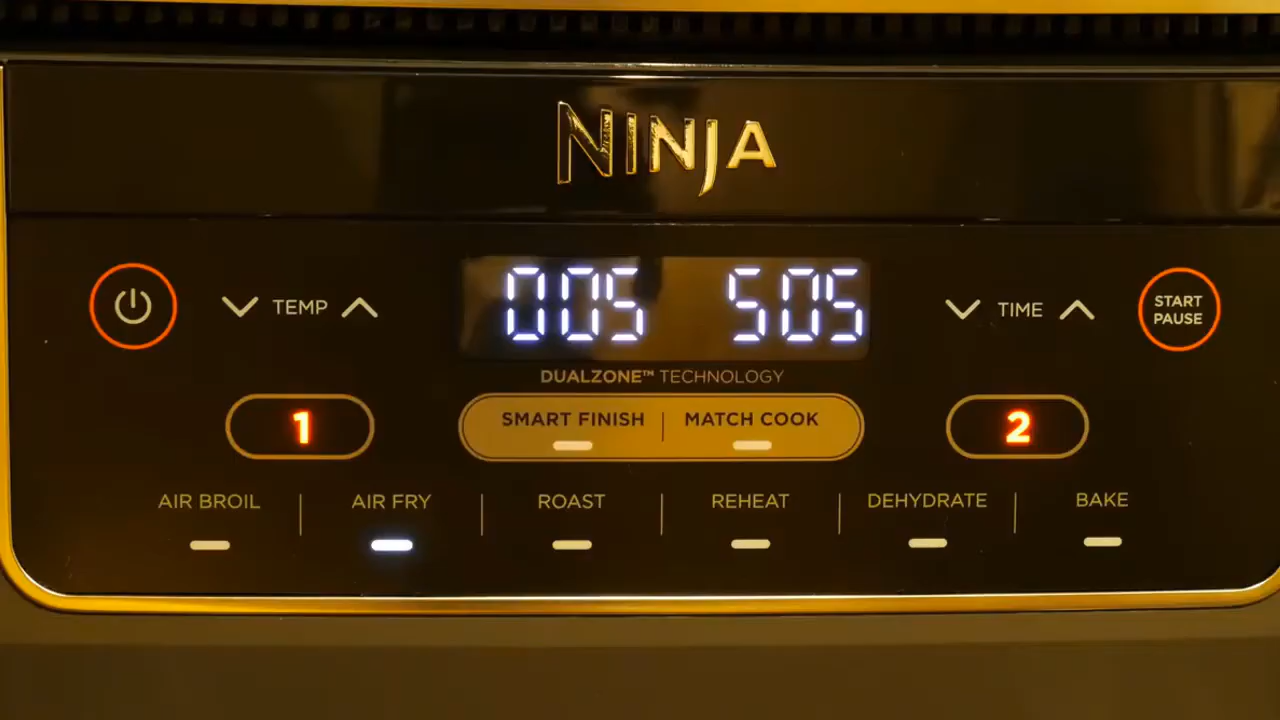 NINJA
TEMP
005 505
TIME
START
PAUSE
DUALZONE™ TECHNOLOGY
1
SMART FINISH | MATCH COOK
2
AIR BROIL | AIR FRY | ROAST | REHEAT | DEHYDRATE | BAKE